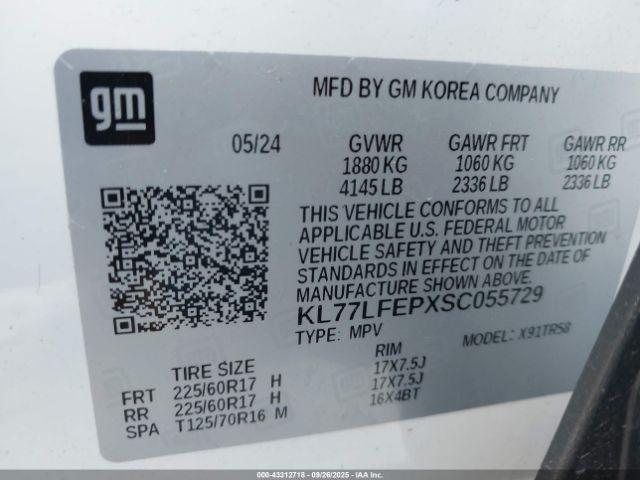 gm
MFD BY GM KOREA COMPANY
05/24 GVWR GAWR FRT GAWR RR
1880 KG 1060 KG 1060 KG
4145 LB 2336 LB 2336 LB
THIS VEHICLE CONFORMS TO ALL
APPLICABLE U.S. FEDERAL MOTOR
VEHICLE SAFETY AND THEFT PREVENTION
STANDARDS IN EFFECT ON THE DATE OF
MANUFACTURE SHOWN ABOVE.
KL77LFEPXSC055729
TYPE: MPV MODEL: X91TR58
TIRE SIZE RIM
FRT 225/60R17 H 17X7.5J
RR 225/60R17 H 17X7.5J
SPA T125/70R16 M 16X4BT
000-43312718 - 09/26/2025 - IAAI.COM